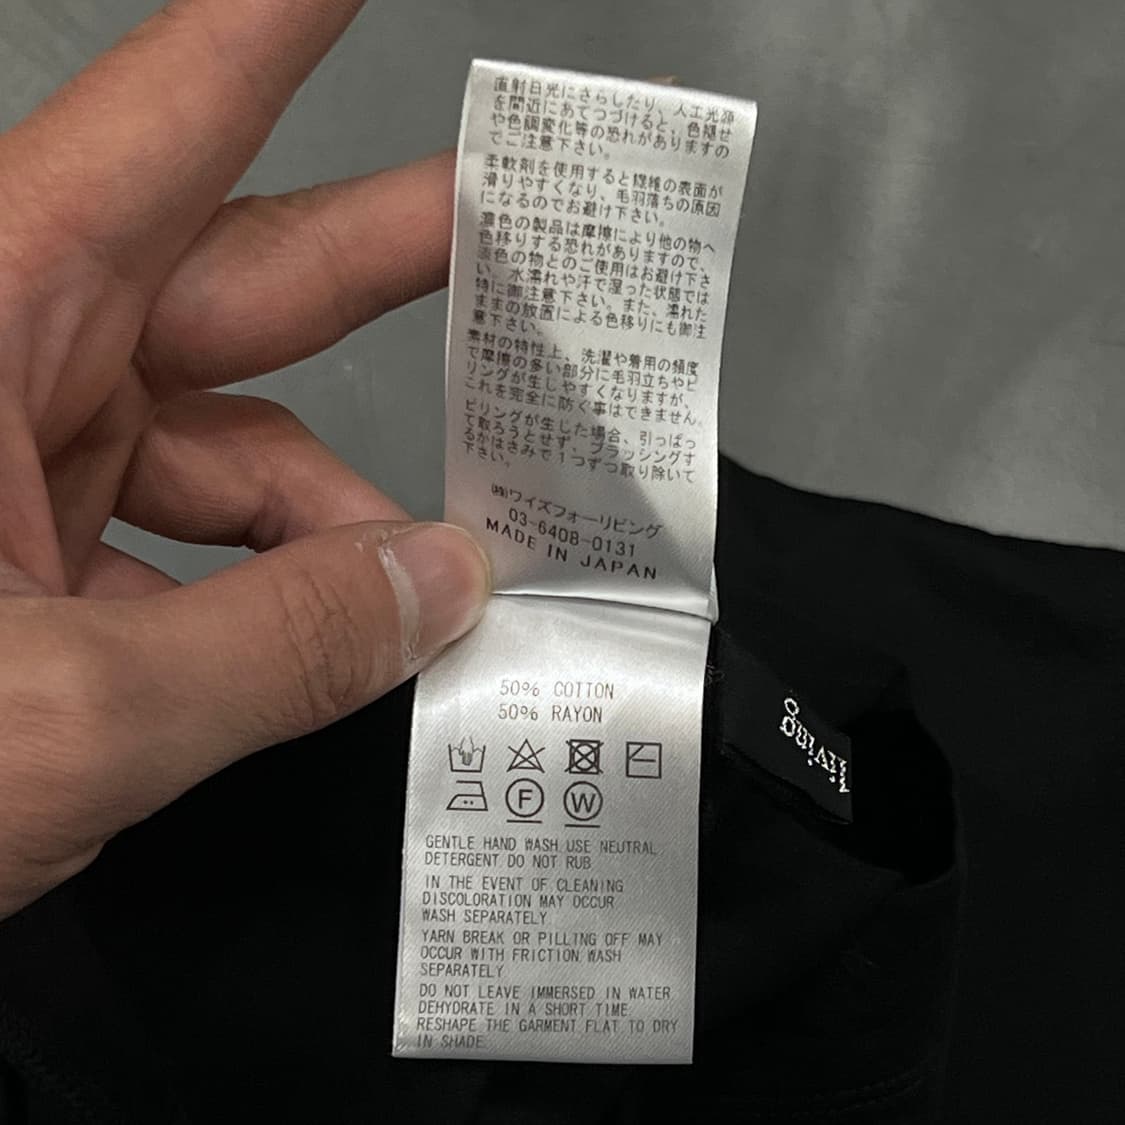 直射日光にさらしたり、人工光源
を間近にあてつづけると、色褪せ
や色調変化等の恐れがありますの
でご注意下さい。
柔軟剤を使用すると繊維の表面が
滑りやすくなり、毛羽落ちの原因
になるのでお避け下さい。
濃色の製品は摩擦により他の物へ
色移りする恐れがありますので、
淡色の物とのご使用はお避け下さ
い。水濡れや汗で湿った状態では
特に御注意下さい。また、濡れた
ままの放置による色移りにも御注
意下さい。
素材の特性上、洗濯や着用の頻度
で摩擦の多い部分に毛羽立ちやピ
リングが生じやすくなりますが、
これを完全に防ぐ事はできません。
ピリングが生じた場合、引っぱっ
て取ろうとせず、ブラッシングす
るかはさみで1つずつ取り除いて
下さい。
㈱ワイズフォーリビング
03-6408-0131
MADE IN JAPAN
50% COTTON
50% RAYON
F W
GENTLE HAND WASH USE NEUTRAL
DETERGENT DO NOT RUB
IN THE EVENT OF CLEANING
DISCOLORATION MAY OCCUR
WASH SEPARATELY
YARN BREAK OR PILLING OFF MAY
OCCUR WITH FRICTION WASH
SEPARATELY
DO NOT LEAVE IMMERSED IN WATER
DEHYDRATE IN A SHORT TIME
RESHAPE THE GARMENT FLAT TO DRY
IN SHADE
living